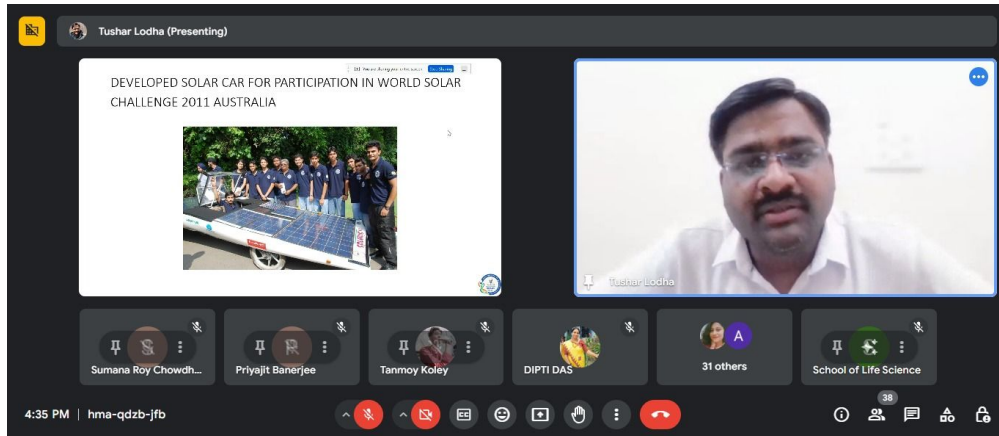 Tushar Lodha (Presenting)
DEVELOPED SOLAR CAR FOR PARTICIPATION IN WORLD SOLAR
CHALLENGE 2011 AUSTRALIA
Tushar Lodha
Sumana Roy Chowdh...
Priyajit Banerjee
Tanmoy Koley
DIPTI DAS
A
31 others
School of Life Science
4:35 PM | hma-qdzb-jfb
38